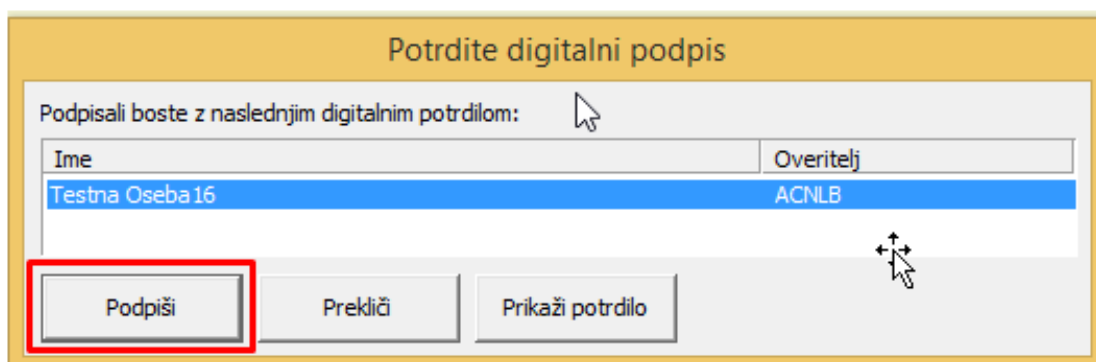 Potrdite digitalni podpis
Podpisali boste z naslednjim digitalnim potrdilom:
Ime Overitelj
Testna Oseba16 ACNLB
Podpiši Prekliči Prikaži potrdilo